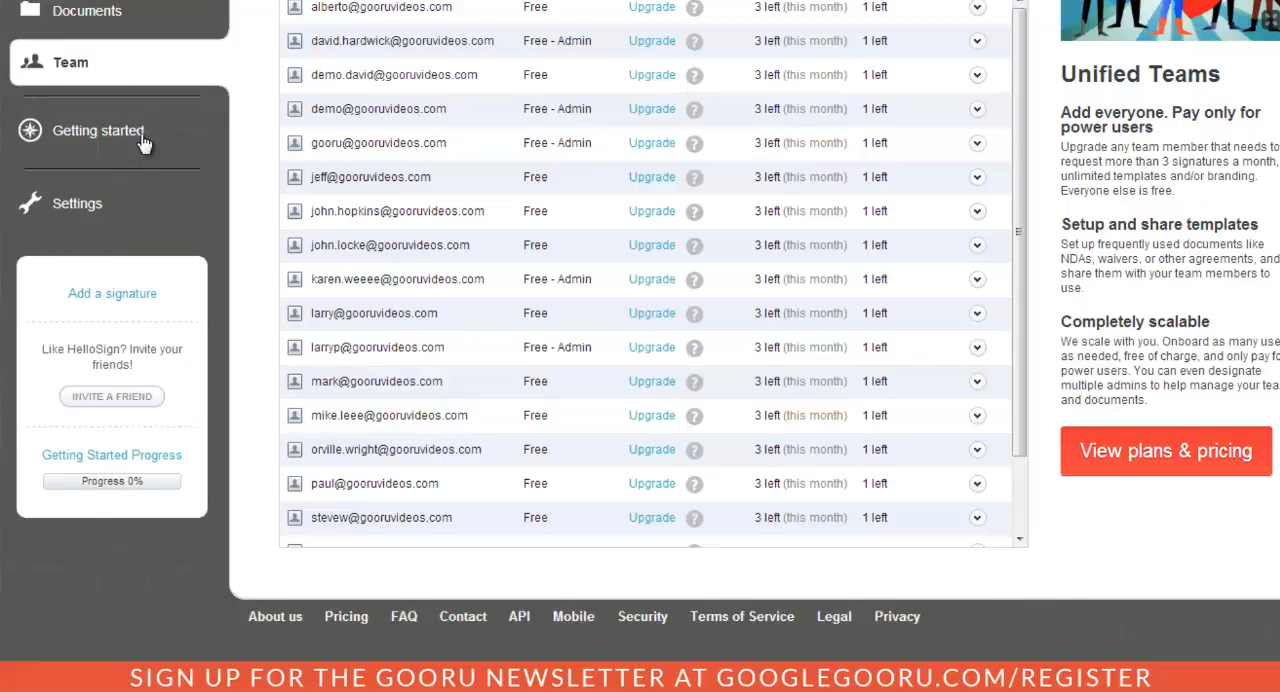 Documents
Team
Getting started
Settings
Add a signature
Like HelloSign? Invite your
friends!
INVITE A FRIEND
Getting Started Progress
Progress 0%
alberto@gooruvideos.com Free Upgrade 3 left (this month) 1 left
david.hardwick@gooruvideos.com Free - Admin Upgrade ? 3 left (this month) 1 left
demo.david@gooruvideos.com Free Upgrade ? 3 left (this month) 1 left
demo@gooruvideos.com Free - Admin Upgrade ? 3 left (this month) 1 left
gooru@gooruvideos.com Free - Admin Upgrade ? 3 left (this month) 1 left
jeff@gooruvideos.com Free Upgrade ? 3 left (this month) 1 left
john.hopkins@gooruvideos.com Free Upgrade ? 3 left (this month) 1 left
john.locke@gooruvideos.com Free Upgrade ? 3 left (this month) 1 left
karen.weeee@gooruvideos.com Free - Admin Upgrade ? 3 left (this month) 1 left
larry@gooruvideos.com Free Upgrade ? 3 left (this month) 1 left
larryp@gooruvideos.com Free - Admin Upgrade ? 3 left (this month) 1 left
mark@gooruvideos.com Free Upgrade ? 3 left (this month) 1 left
mike.leee@gooruvideos.com Free Upgrade ? 3 left (this month) 1 left
orville.wright@gooruvideos.com Free Upgrade ? 3 left (this month) 1 left
paul@gooruvideos.com Free Upgrade ? 3 left (this month) 1 left
stevew@gooruvideos.com Free Upgrade ? 3 left (this month) 1 left
Unified Teams
Add everyone. Pay only for
power users
Upgrade any team member that needs to
request more than 3 signatures a month,
unlimited templates and/or branding.
Everyone else is free.
Setup and share templates
Set up frequently used documents like
NDAs, waivers, or other agreements, and
share them with your team members to
use.
Completely scalable
We scale with you. Onboard as many use
as needed, free of charge, and only pay fo
power users. You can even designate
multiple admins to help manage your tea
and documents.
View plans & pricing
About us Pricing FAQ Contact API Mobile Security Terms of Service Legal Privacy
SIGN UP FOR THE GOORU NEWSLETTER AT GOOGLEGOORU.COM/REGISTER